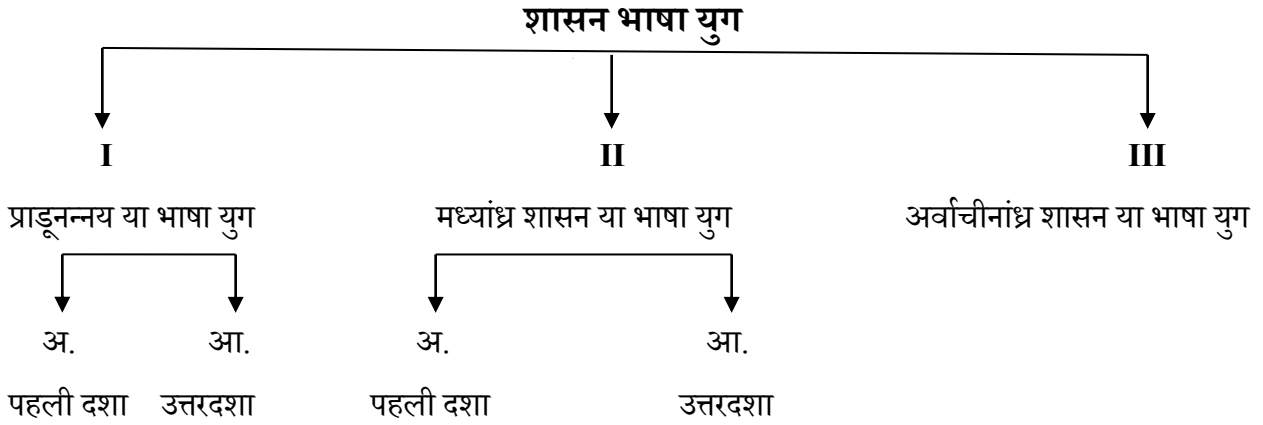 शासन भाषा युग
I II III
प्राडूनन्नय या भाषा युग मध्यांध्र शासन या भाषा युग अर्वाचीनांध्र शासन या भाषा युग
अ. आ. अ. आ.
पहली दशा उत्तरदशा पहली दशा उत्तरदशा